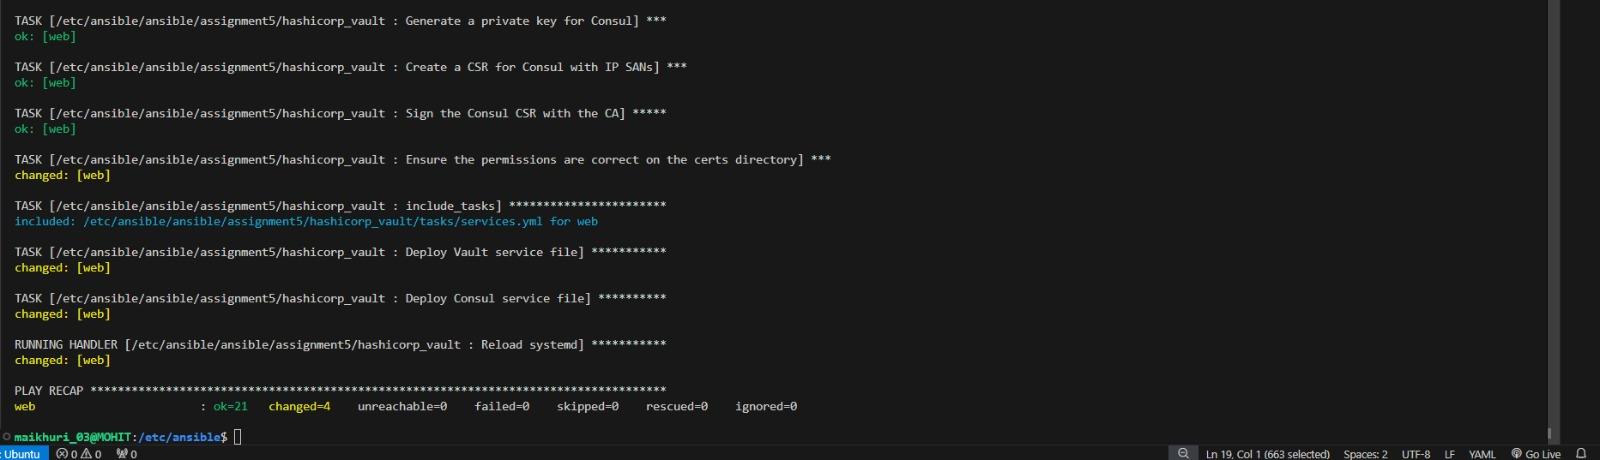 TASK [/etc/ansible/ansible/assignment5/hashicorp_vault : Generate a private key for Consul] ***
ok: [web]
TASK [/etc/ansible/ansible/assignment5/hashicorp_vault : Create a CSR for Consul with IP SANs] ***
ok: [web]
TASK [/etc/ansible/ansible/assignment5/hashicorp_vault : Sign the Consul CSR with the CA] *****
ok: [web]
TASK [/etc/ansible/ansible/assignment5/hashicorp_vault : Ensure the permissions are correct on the certs directory] ***
changed: [web]
TASK [/etc/ansible/ansible/assignment5/hashicorp_vault : include_tasks] ***********************
included: /etc/ansible/ansible/assignment5/hashicorp_vault/tasks/services.yml for web
TASK [/etc/ansible/ansible/assignment5/hashicorp_vault : Deploy Vault service file] ***********
changed: [web]
TASK [/etc/ansible/ansible/assignment5/hashicorp_vault : Deploy Consul service file] **********
changed: [web]
RUNNING HANDLER [/etc/ansible/ansible/assignment5/hashicorp_vault : Reload systemd] ***********
changed: [web]
PLAY RECAP ************************************************************************************
web : ok=21 changed=4 unreachable=0 failed=0 skipped=0 rescued=0 ignored=0
maikhuri_03@MOHIT:/etc/ansible$
: Ubuntu 0 0 0 Ln 19, Col 1 (663 selected) Spaces: 2 UTF-8 LF YAML Go Live